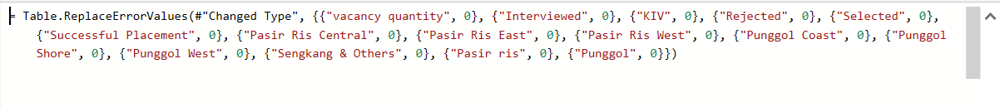 = Table.ReplaceErrorValues(#"Changed Type", {{"vacancy quantity", 0}, {"Interviewed", 0}, {"KIV", 0}, {"Rejected", 0}, {"Selected", 0},
{"Successful Placement", 0}, {"Pasir Ris Central", 0}, {"Pasir Ris East", 0}, {"Pasir Ris West", 0}, {"Punggol Coast", 0}, {"Punggol
Shore", 0}, {"Punggol West", 0}, {"Sengkang & Others", 0}, {"Pasir ris", 0}, {"Punggol", 0}})